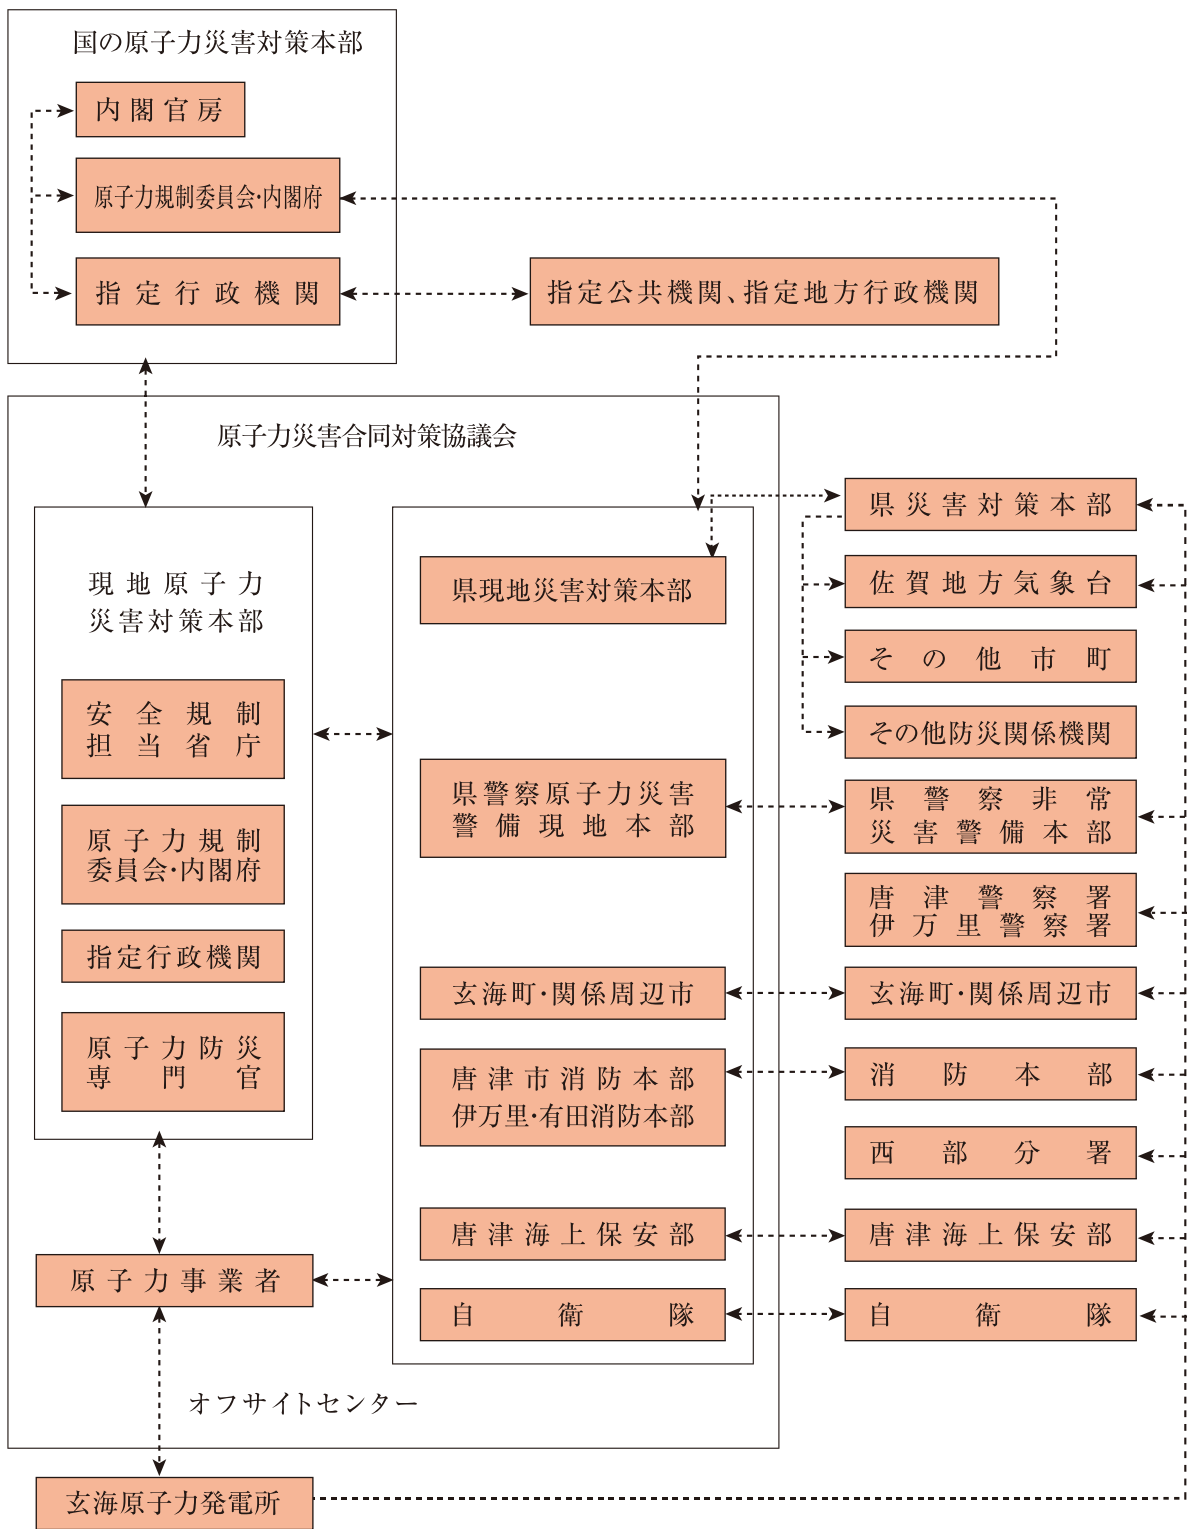 国の原子力災害対策本部
内閣官房
原子力規制委員会・内閣府
指定行政機関
指定公共機関、指定地方行政機関
原子力災害合同対策協議会
現地原子力
災害対策本部
安全規制
担当省庁
原子力規制
委員会・内閣府
指定行政機関
原子力防災
専門官
原子力事業者
県現地災害対策本部
県警察原子力災害
警備現地本部
玄海町・関係周辺市
唐津市消防本部
伊万里・有田消防本部
唐津海上保安部
自衛隊
県災害対策本部
佐賀地方気象台
その他市町
その他防災関係機関
県警察非常
災害警備本部
唐津警察署
伊万里警察署
玄海町・関係周辺市
消防本部
西部分署
唐津海上保安部
自衛隊
オフサイトセンター
玄海原子力発電所